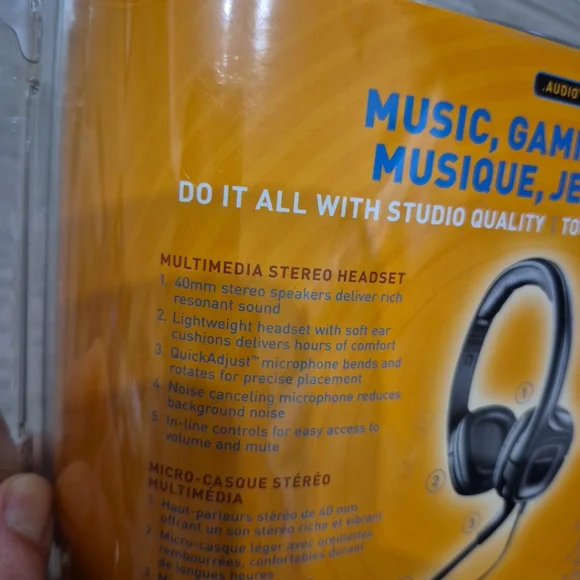 .AUDIO
MUSIC, GAM
MUSIQUE, JE
DO IT ALL WITH STUDIO QUALITY | TO
MULTIMEDIA STEREO HEADSET
1. 40mm stereo speakers deliver rich
resonant sound
2. Lightweight headset with soft ear
cushions delivers hours of comfort
3. QuickAdjust™ microphone bends and
rotates for precise placement
4. Noise canceling microphone reduces
background noise
5. In-line controls for easy access to
volume and mute
MICRO-CASQUE STÉRÉO
MULTIMÉDIA
1. Haut-parleurs stéréo de 40 mm
offrant un son stéréo riche et vibrant
2. Micro-casque léger avec oreillettes
rembourrées, confortables durant
de longues heures
3.
1
2
3